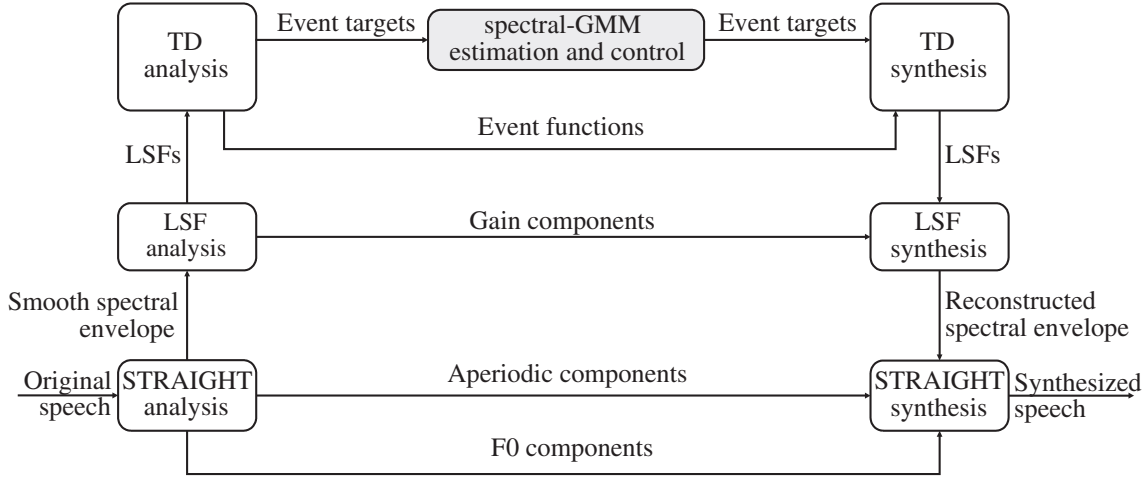 TD
analysis
Event targets
spectral-GMM
estimation and control
Event targets
TD
synthesis
Event functions
LSFs
LSFs
LSF
analysis
Gain components
LSF
synthesis
Smooth spectral
envelope
Reconstructed
spectral envelope
Original
speech
STRAIGHT
analysis
Aperiodic components
STRAIGHT
synthesis
Synthesized
speech
F0 components